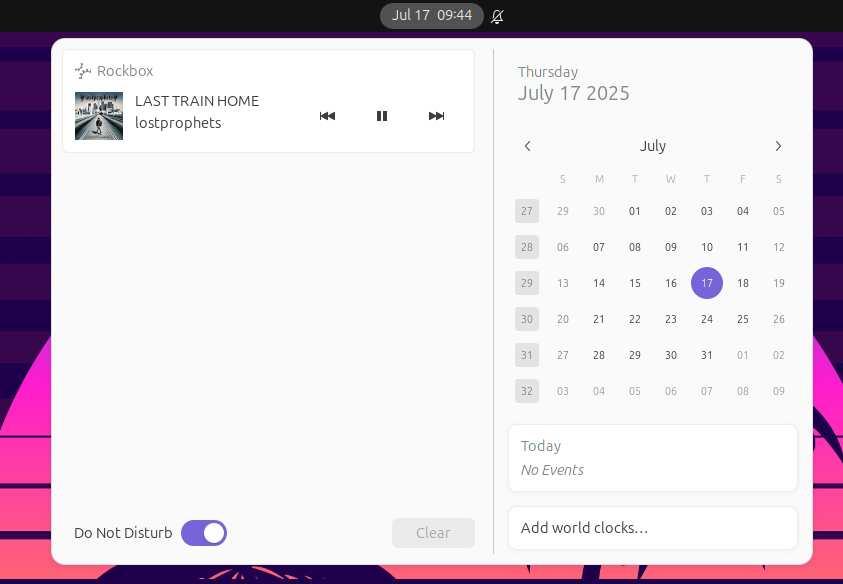 Jul 17 09:44
Rockbox
LAST TRAIN HOME
lostprophets
Do Not Disturb
Clear
Thursday
July 17 2025
July
S M T W T F S
27 29 30 01 02 03 04 05
28 06 07 08 09 10 11 12
29 13 14 15 16 17 18 19
30 20 21 22 23 24 25 26
31 27 28 29 30 31 01 02
32 03 04 05 06 07 08 09
Today
No Events
Add world clocks...